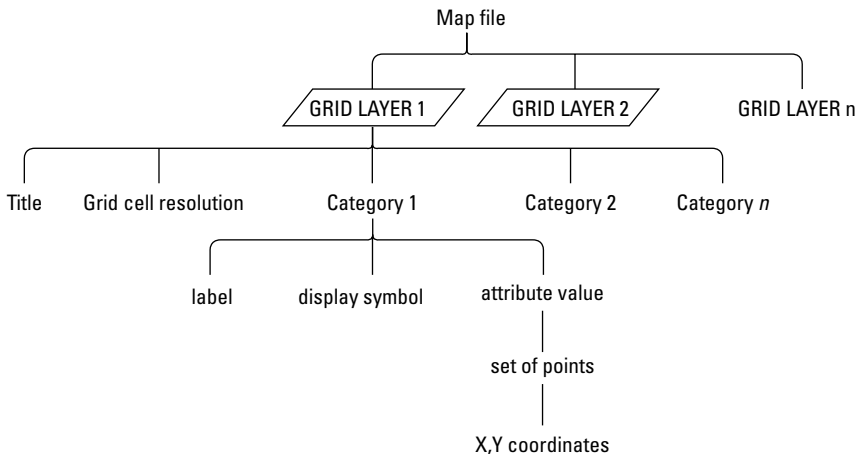 Map file
GRID LAYER 1 GRID LAYER 2 GRID LAYER n
Title Grid cell resolution Category 1 Category 2 Category n
label display symbol attribute value
set of points
X,Y coordinates